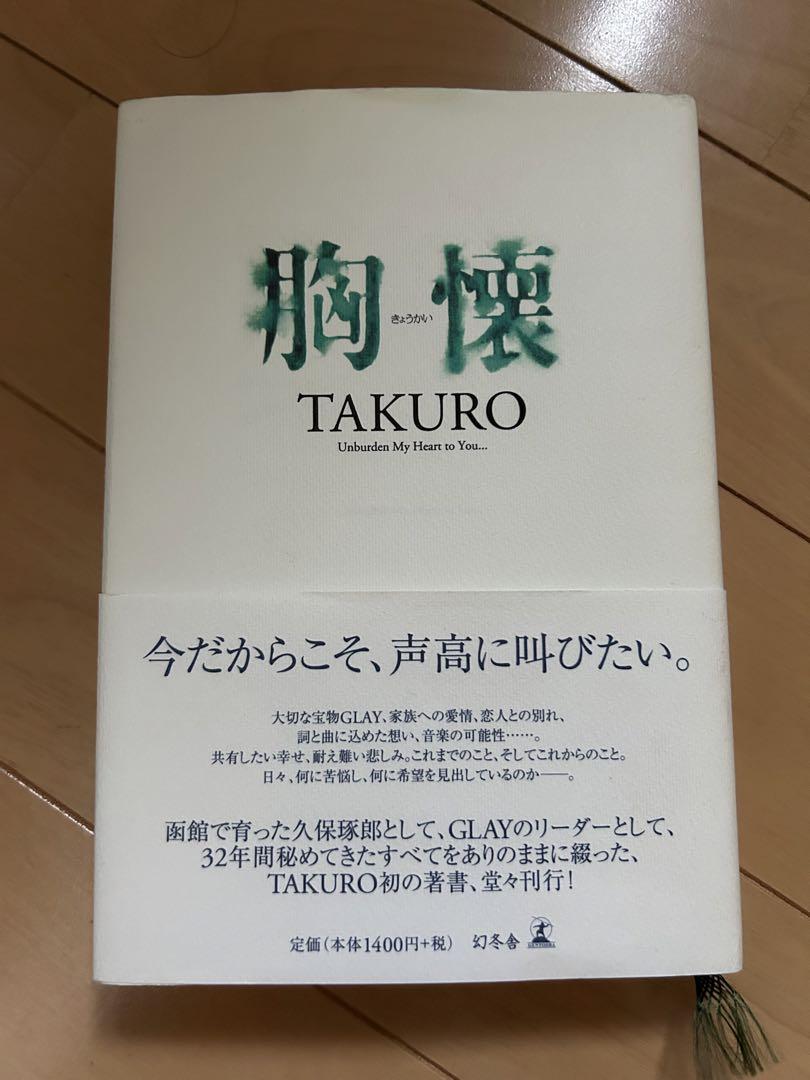 胸懐
きょうかい
TAKURO
Unburden My Heart to You...
今だからこそ、声高に叫びたい。
大切な宝物GLAY、家族への愛情、恋人との別れ、
詞と曲に込めた想い、音楽の可能性……。
共有したい幸せ、耐え難い悲しみ。これまでのこと、そしてこれからのこと。
日々、何に苦悩し、何に希望を見出しているのか――。
函館で育った久保琢郎として、GLAYのリーダーとして、
32年間秘めてきたすべてをありのままに綴った、
TAKURO初の著書、堂々刊行！
定価（本体1400円+税） 幻冬舎
GENTOSHA